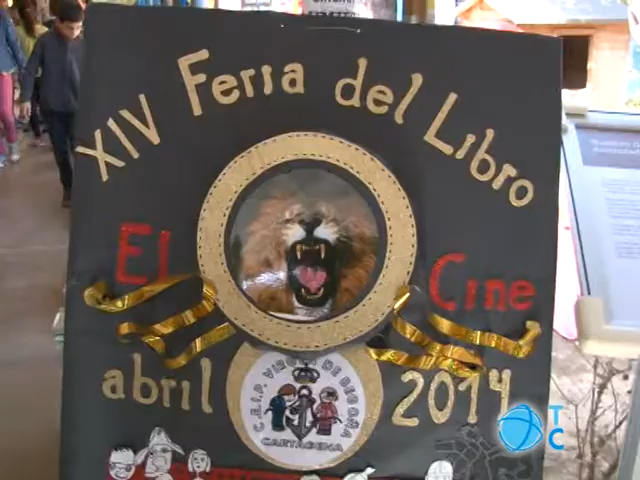 XIV Feria del Libro
El Cine
abril 2014
C.E.I.P. VIRGEN DE BEGOÑA
CARTAGENA
TC